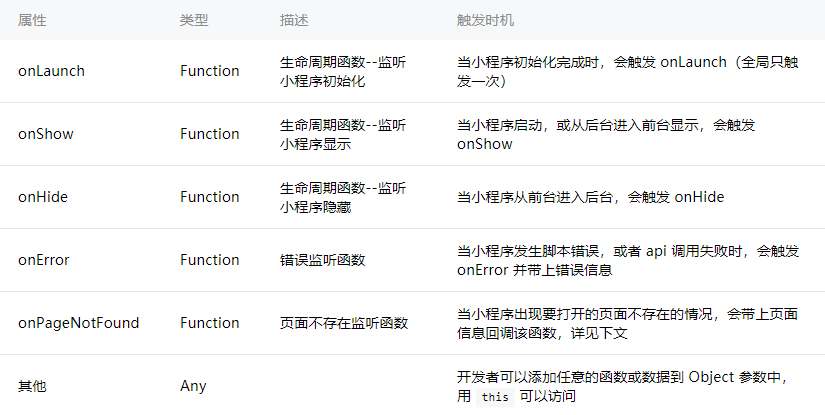 属性 类型 描述 触发时机
onLaunch Function 生命周期函数--监听 当小程序初始化完成时，会触发 onLaunch（全局只触
小程序初始化 发一次）
onShow Function 生命周期函数--监听 当小程序启动，或从后台进入前台显示，会触发
小程序显示 onShow
onHide Function 生命周期函数--监听 当小程序从前台进入后台，会触发 onHide
小程序隐藏
onError Function 错误监听函数 当小程序发生脚本错误，或者 api 调用失败时，会触发
onError 并带上错误信息
onPageNotFound Function 页面不存在监听函数 当小程序出现要打开的页面不存在的情况，会带上页面
信息回调该函数，详见下文
其他 Any 开发者可以添加任意的函数或数据到 Object 参数中，
用 this 可以访问